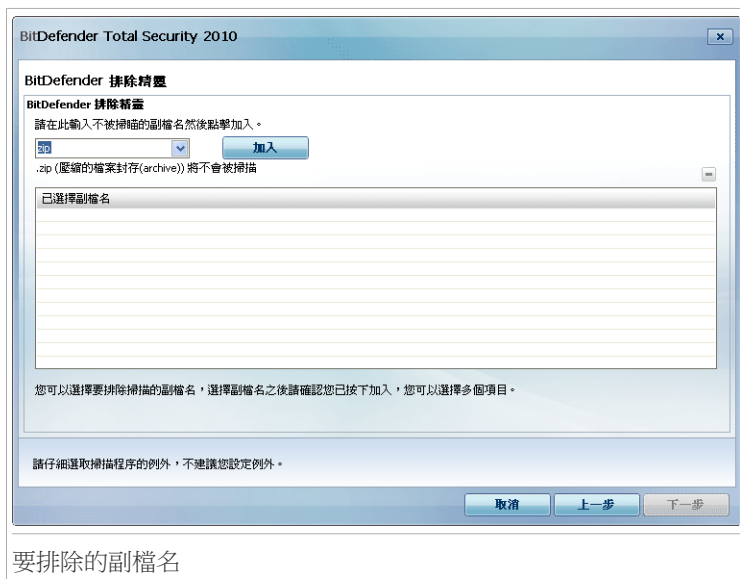 BitDefender Total Security 2010
BitDefender 排除精靈
BitDefender 排除精靈
請在此輸入不被掃瞄的副檔名然後點擊加入。
zip
加入
.zip (壓縮的檔案封存(archive)) 將不會被掃描
已選擇副檔名
您可以選擇要排除掃描的副檔名，選擇副檔名之後請確認您已按下加入，您可以選擇多個項目。
請仔細選取掃描程序的例外，不建議您設定例外。
取消
上一步
下一步
要排除的副檔名